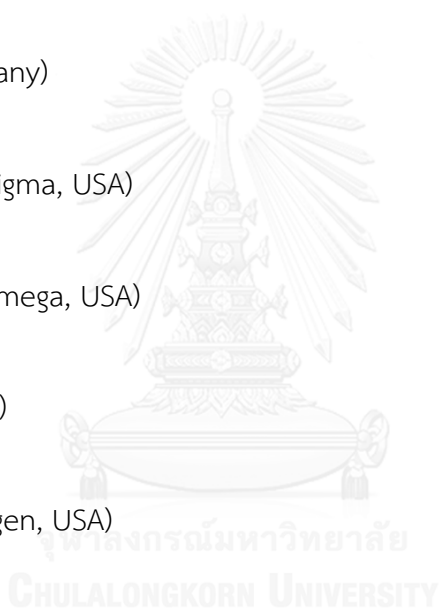 any)
igma, USA)
mega, USA)
)
gen, USA)
จุฬาลงกรณ์มหาวิทยาลัย
CHULALONGKORN UNIVERSITY